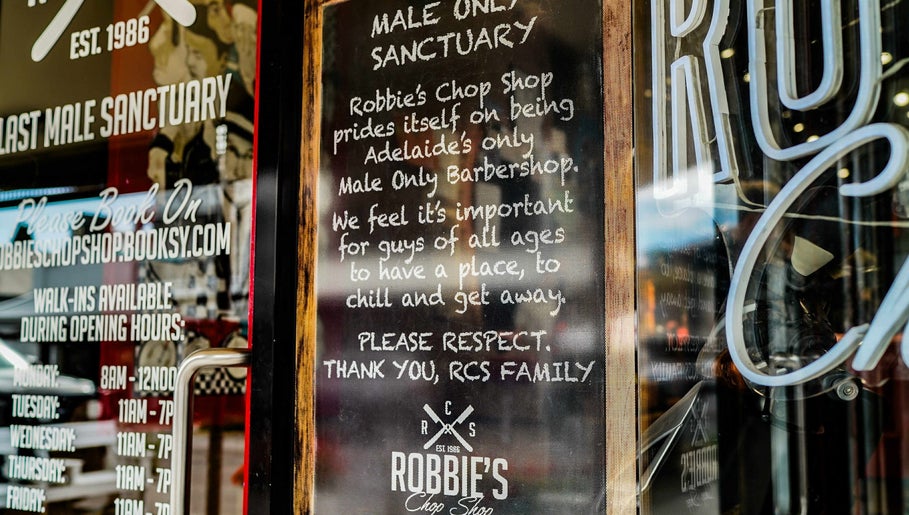 EST. 1986
LAST MALE SANCTUARY
Please Book On
ROBBIESCHOPSHOP.BOOKSY.COM
WALK-INS AVAILABLE
DURING OPENING HOURS:
MONDAY: 8AM -12NOO
TUESDAY: 11AM - 7P
WEDNESDAY: 11AM - 7P
THURSDAY: 11AM - 7P
FRIDAY: 11AM - 7P
MALE ONLY
SANCTUARY
Robbie's Chop Shop
prides itself on being
Adelaide's only
Male Only Barbershop.
We feel it's important
for guys of all ages
to have a place, to
chill and get away.
PLEASE RESPECT.
THANK YOU, RCS FAMILY
C
R S
EST. 1986
ROBBIE'S
Chop Shop
RO